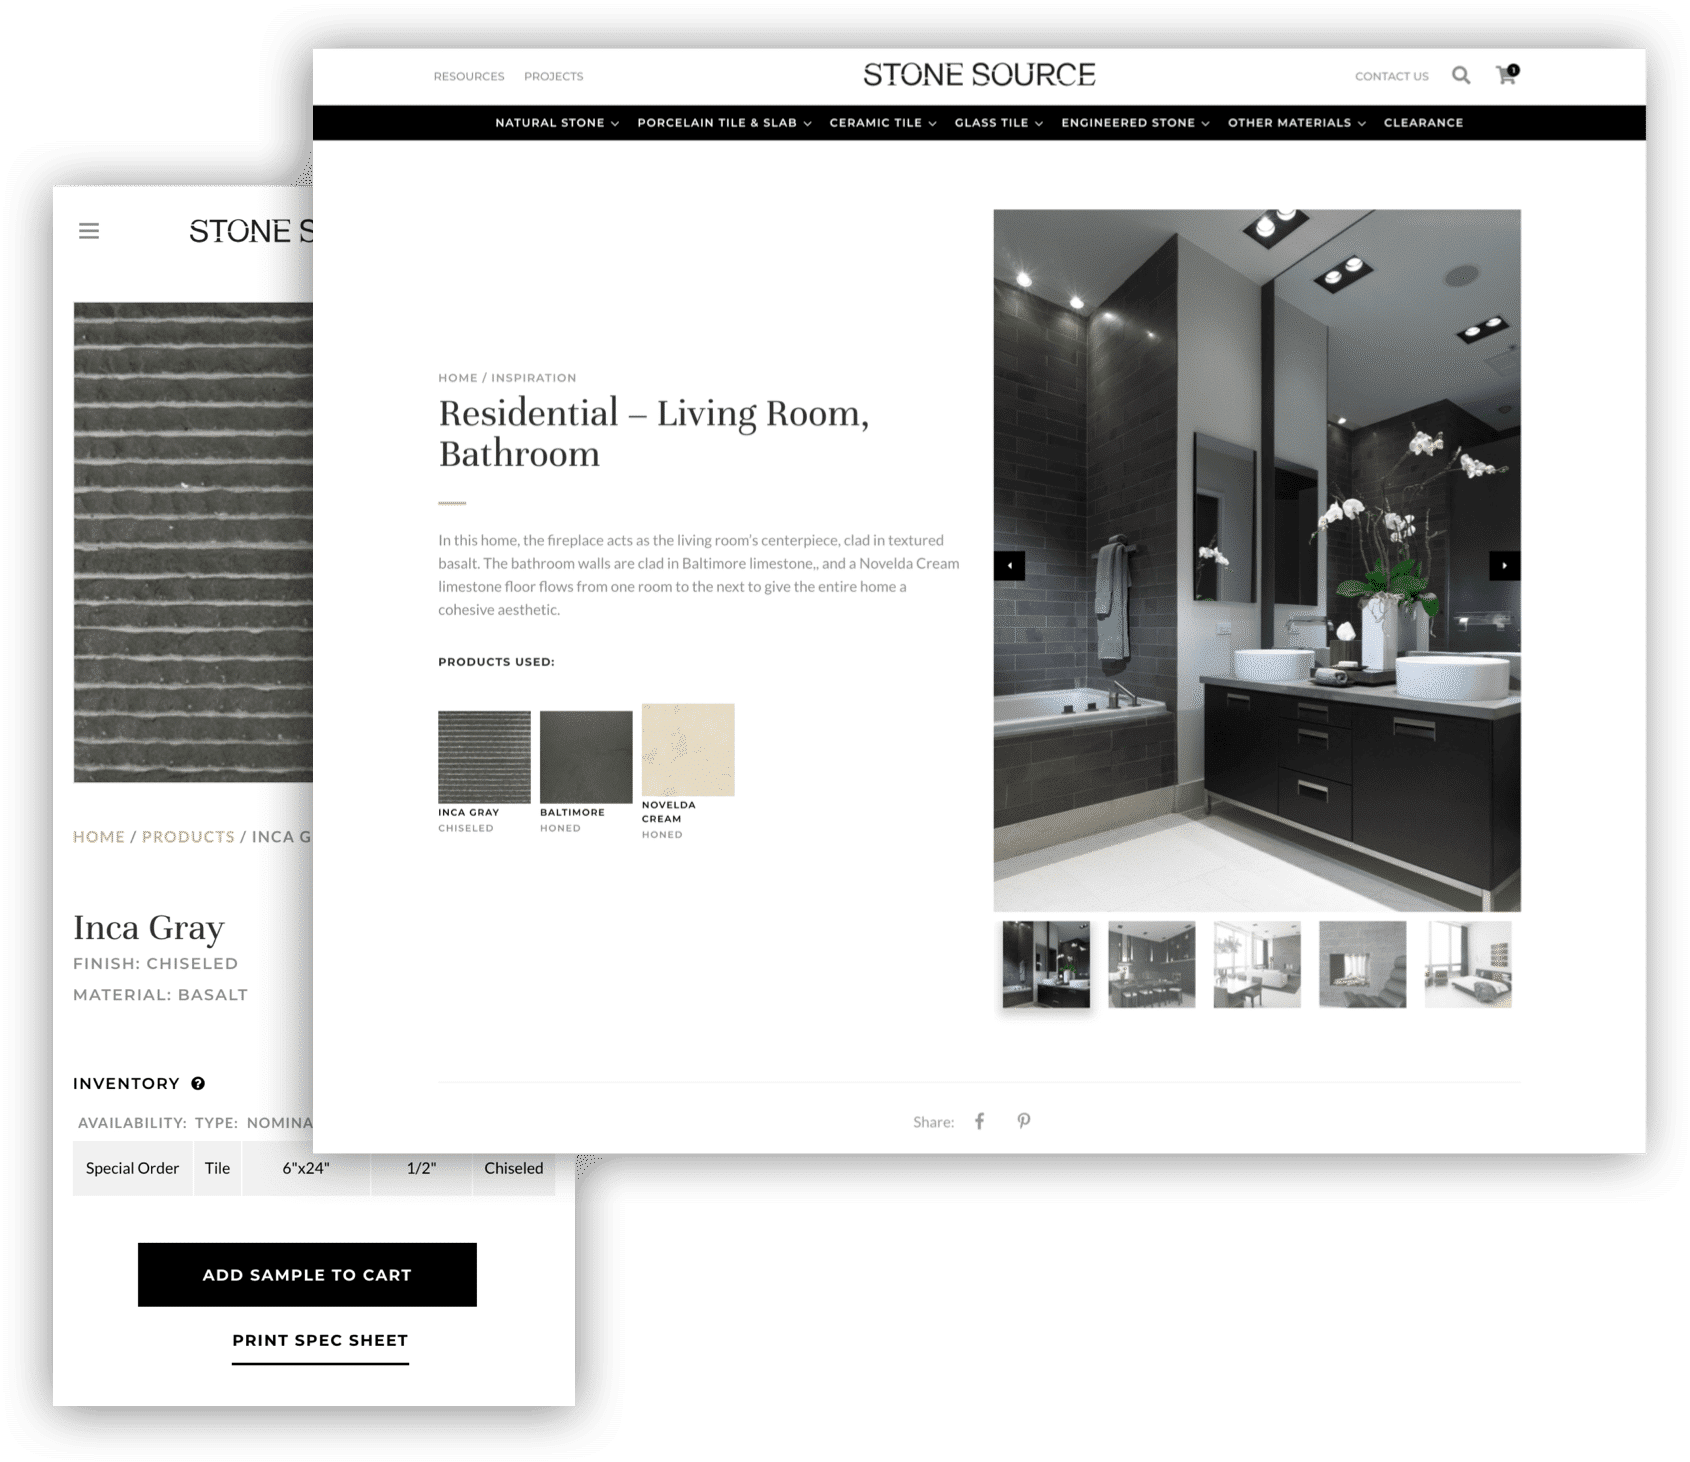 RESOURCES PROJECTS
STONE SOURCE
CONTACT US
1
NATURAL STONE PORCELAIN TILE & SLAB CERAMIC TILE GLASS TILE ENGINEERED STONE OTHER MATERIALS CLEARANCE
HOME / INSPIRATION
Residential – Living Room,
Bathroom
In this home, the fireplace acts as the living room's centerpiece, clad in textured
basalt. The bathroom walls are clad in Baltimore limestone,, and a Novelda Cream
limestone floor flows from one room to the next to give the entire home a
cohesive aesthetic.
PRODUCTS USED:
INCA GRAY
CHISELED
BALTIMORE
HONED
NOVELDA
CREAM
HONED
Share:
STONE S
HOME / PRODUCTS / INCA G
Inca Gray
FINISH: CHISELED
MATERIAL: BASALT
INVENTORY ?
AVAILABILITY: TYPE: NOMINA
Special Order Tile 6"x24" 1/2" Chiseled
ADD SAMPLE TO CART
PRINT SPEC SHEET